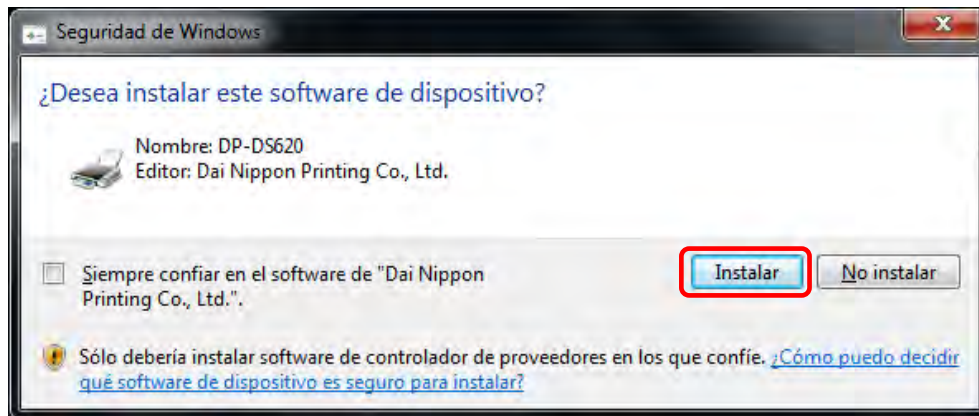 Seguridad de Windows
¿Desea instalar este software de dispositivo?
Nombre: DP-DS620
Editor: Dai Nippon Printing Co., Ltd.
Siempre confiar en el software de "Dai Nippon
Printing Co., Ltd.".
Instalar
No instalar
Sólo debería instalar software de controlador de proveedores en los que confíe. ¿Cómo puedo decidir
qué software de dispositivo es seguro para instalar?